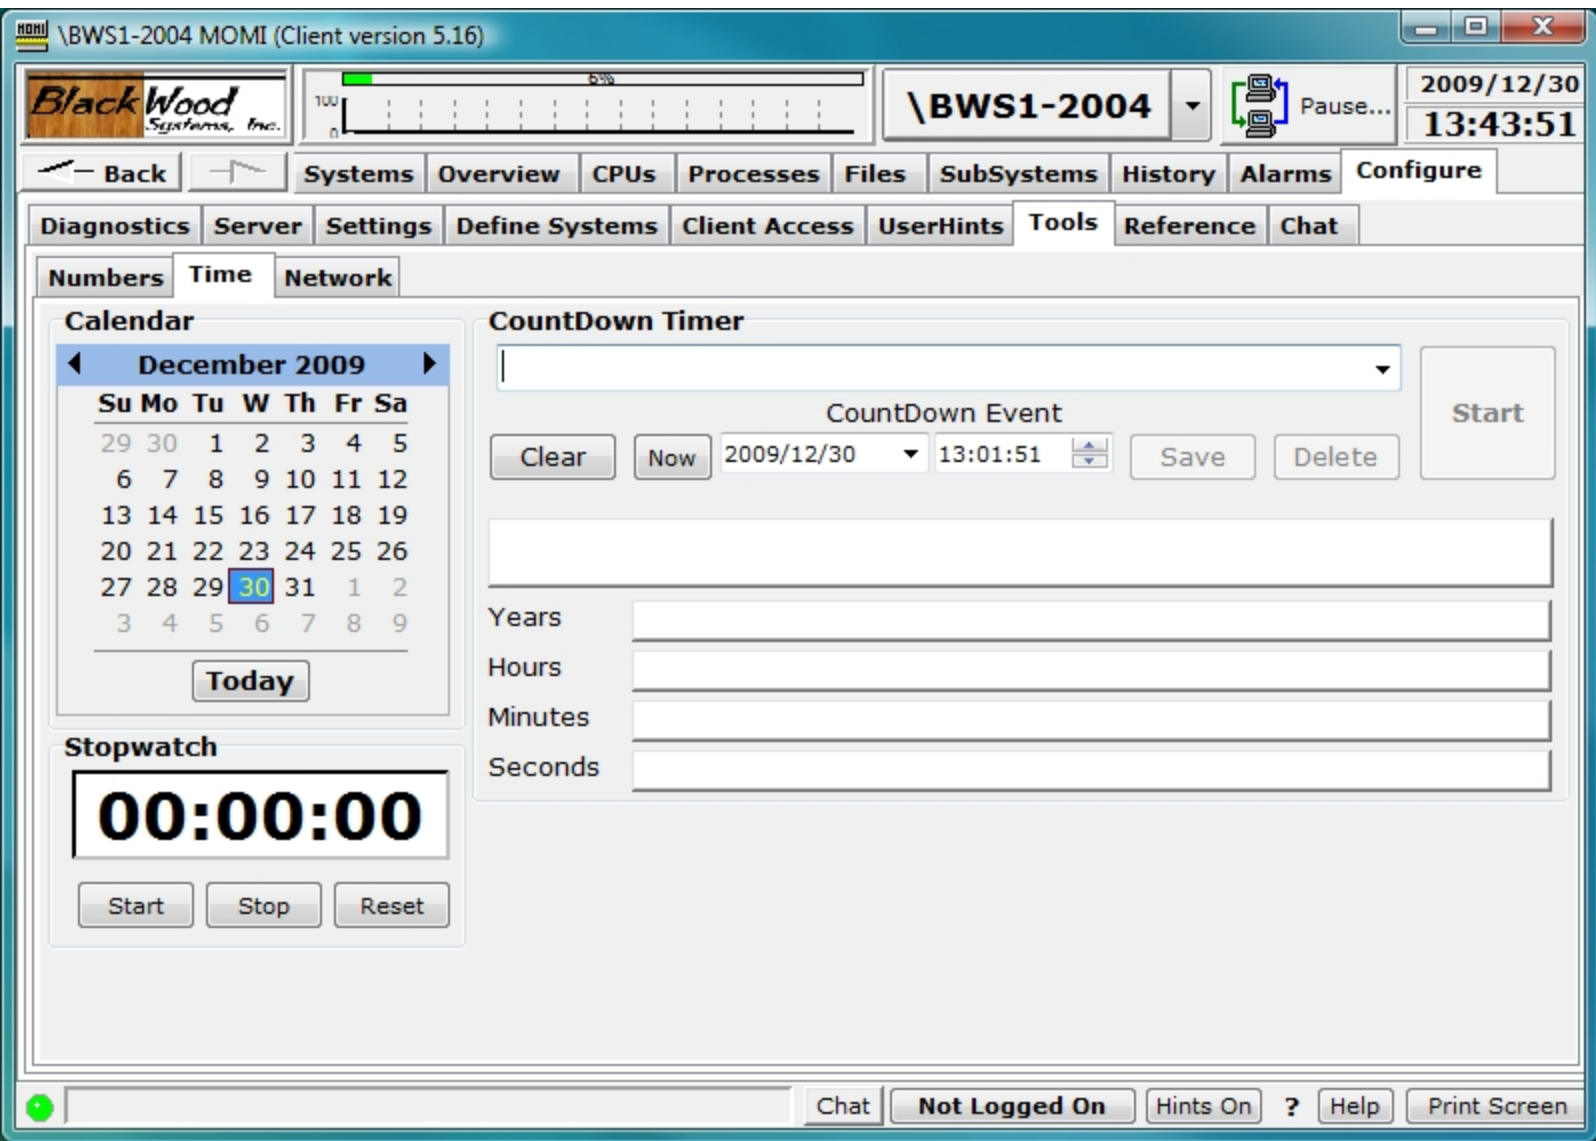 MOMI \BWS1-2004 MOMI (Client version 5.16)
BlackWood Systems, Inc.
6%
100
0
\BWS1-2004
Pause...
2009/12/30
13:43:51
Back Systems Overview CPUs Processes Files SubSystems History Alarms Configure
Diagnostics Server Settings Define Systems Client Access UserHints Tools Reference Chat
Numbers Time Network
Calendar
December 2009
Su Mo Tu W Th Fr Sa
29 30 1 2 3 4 5
6 7 8 9 10 11 12
13 14 15 16 17 18 19
20 21 22 23 24 25 26
27 28 29 30 31 1 2
3 4 5 6 7 8 9
Today
Stopwatch
00:00:00
Start Stop Reset
CountDown Timer
CountDown Event
Start
Clear Now 2009/12/30 13:01:51 Save Delete
Years
Hours
Minutes
Seconds
Chat Not Logged On Hints On ? Help Print Screen